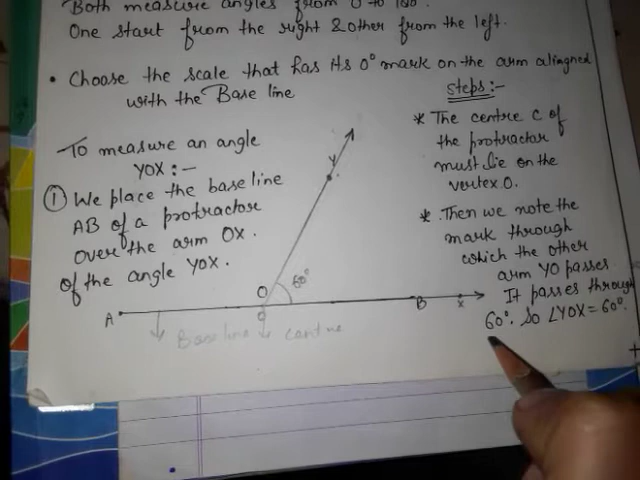 Both measure angles from 0 to 180.
One start from the right & other from the left.
• Choose the scale that has its 0° mark on the arm alingned
with the Base line
To measure an angle
YOX :-
① We place the base line
AB of a protractor
over the arm OX.
of the angle YOX.
steps:-
* The centre C of
the protractor
must lie on the
vertex O.
* Then we note the
mark through
which the other
arm YO passes
It passes through
60°. So ∠YOX = 60°.
Y
O 60°
A C B X
Base line centre